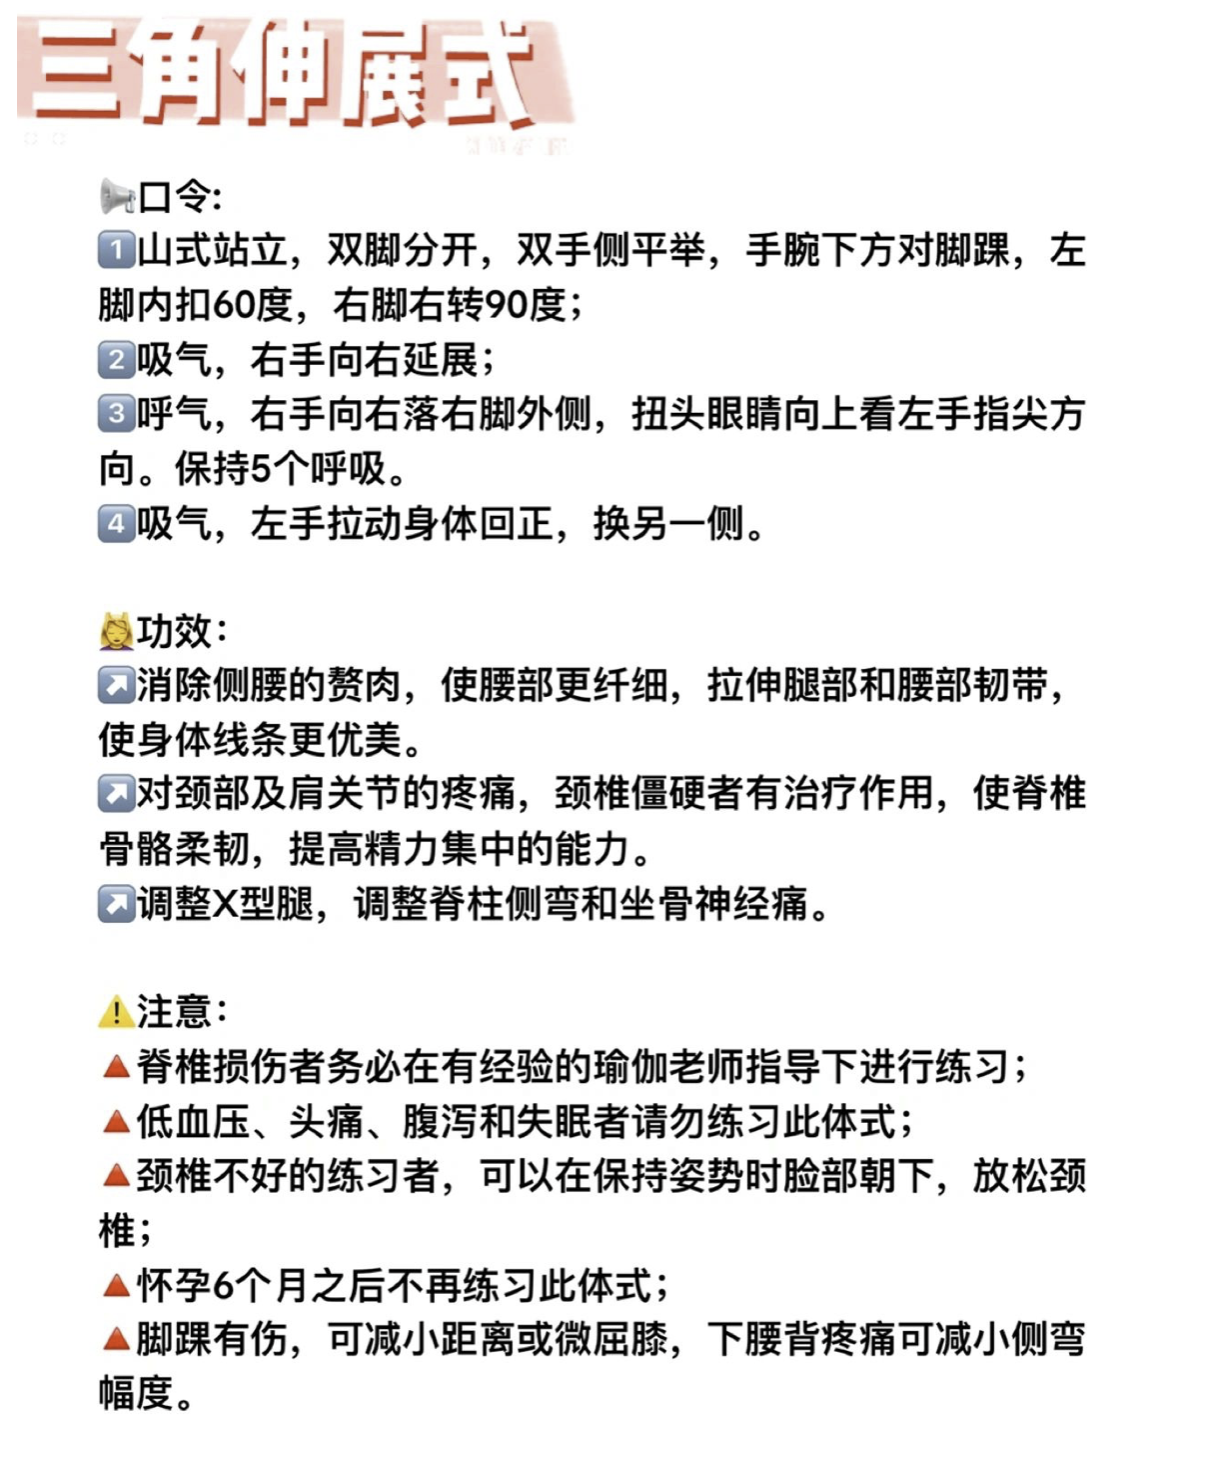 三角伸展式
📢口令:
1️⃣山式站立，双脚分开，双手侧平举，手腕下方对脚踝，左
脚内扣60度，右脚右转90度；
2️⃣吸气，右手向右延展；
3️⃣呼气，右手向右落右脚外侧，扭头眼睛向上看左手指尖方
向。保持5个呼吸。
4️⃣吸气，左手拉动身体回正，换另一侧。
💆功效：
↗️消除侧腰的赘肉，使腰部更纤细，拉伸腿部和腰部韧带，
使身体线条更优美。
↗️对颈部及肩关节的疼痛，颈椎僵硬者有治疗作用，使脊椎
骨骼柔韧，提高精力集中的能力。
↗️调整X型腿，调整脊柱侧弯和坐骨神经痛。
⚠️注意：
🔺脊椎损伤者务必在有经验的瑜伽老师指导下进行练习；
🔺低血压、头痛、腹泻和失眠者请勿练习此体式；
🔺颈椎不好的练习者，可以在保持姿势时脸部朝下，放松颈
椎；
🔺怀孕6个月之后不再练习此体式；
🔺脚踝有伤，可减小距离或微屈膝，下腰背疼痛可减小侧弯
幅度。